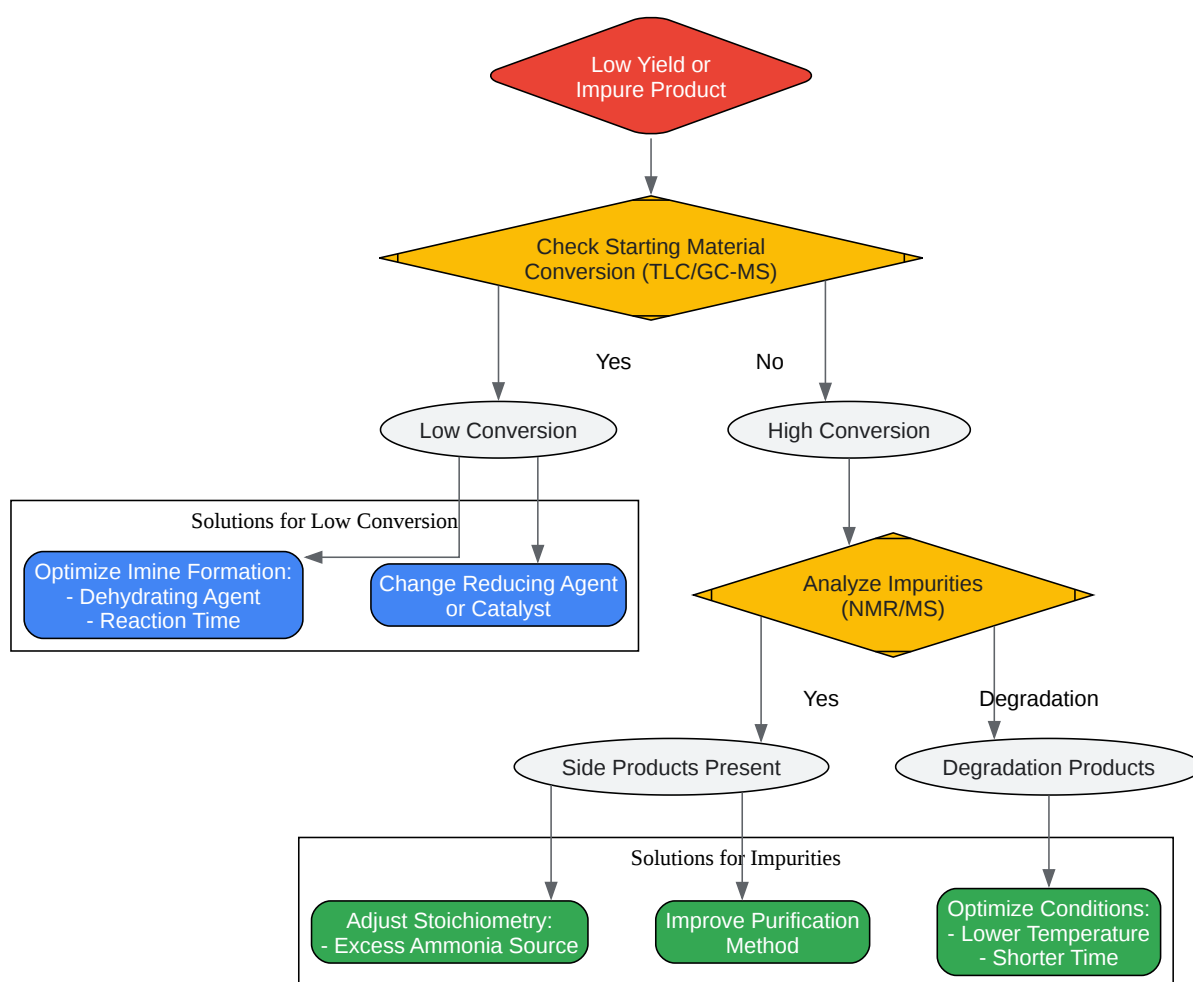 Low Yield or
Impure Product
Check Starting Material
Conversion (TLC/GC-MS)
Yes
No
Low Conversion
High Conversion
Solutions for Low Conversion
Optimize Imine Formation:
- Dehydrating Agent
- Reaction Time
Change Reducing Agent
or Catalyst
Analyze Impurities
(NMR/MS)
Yes
Degradation
Side Products Present
Degradation Products
Solutions for Impurities
Adjust Stoichiometry:
- Excess Ammonia Source
Improve Purification
Method
Optimize Conditions:
- Lower Temperature
- Shorter Time